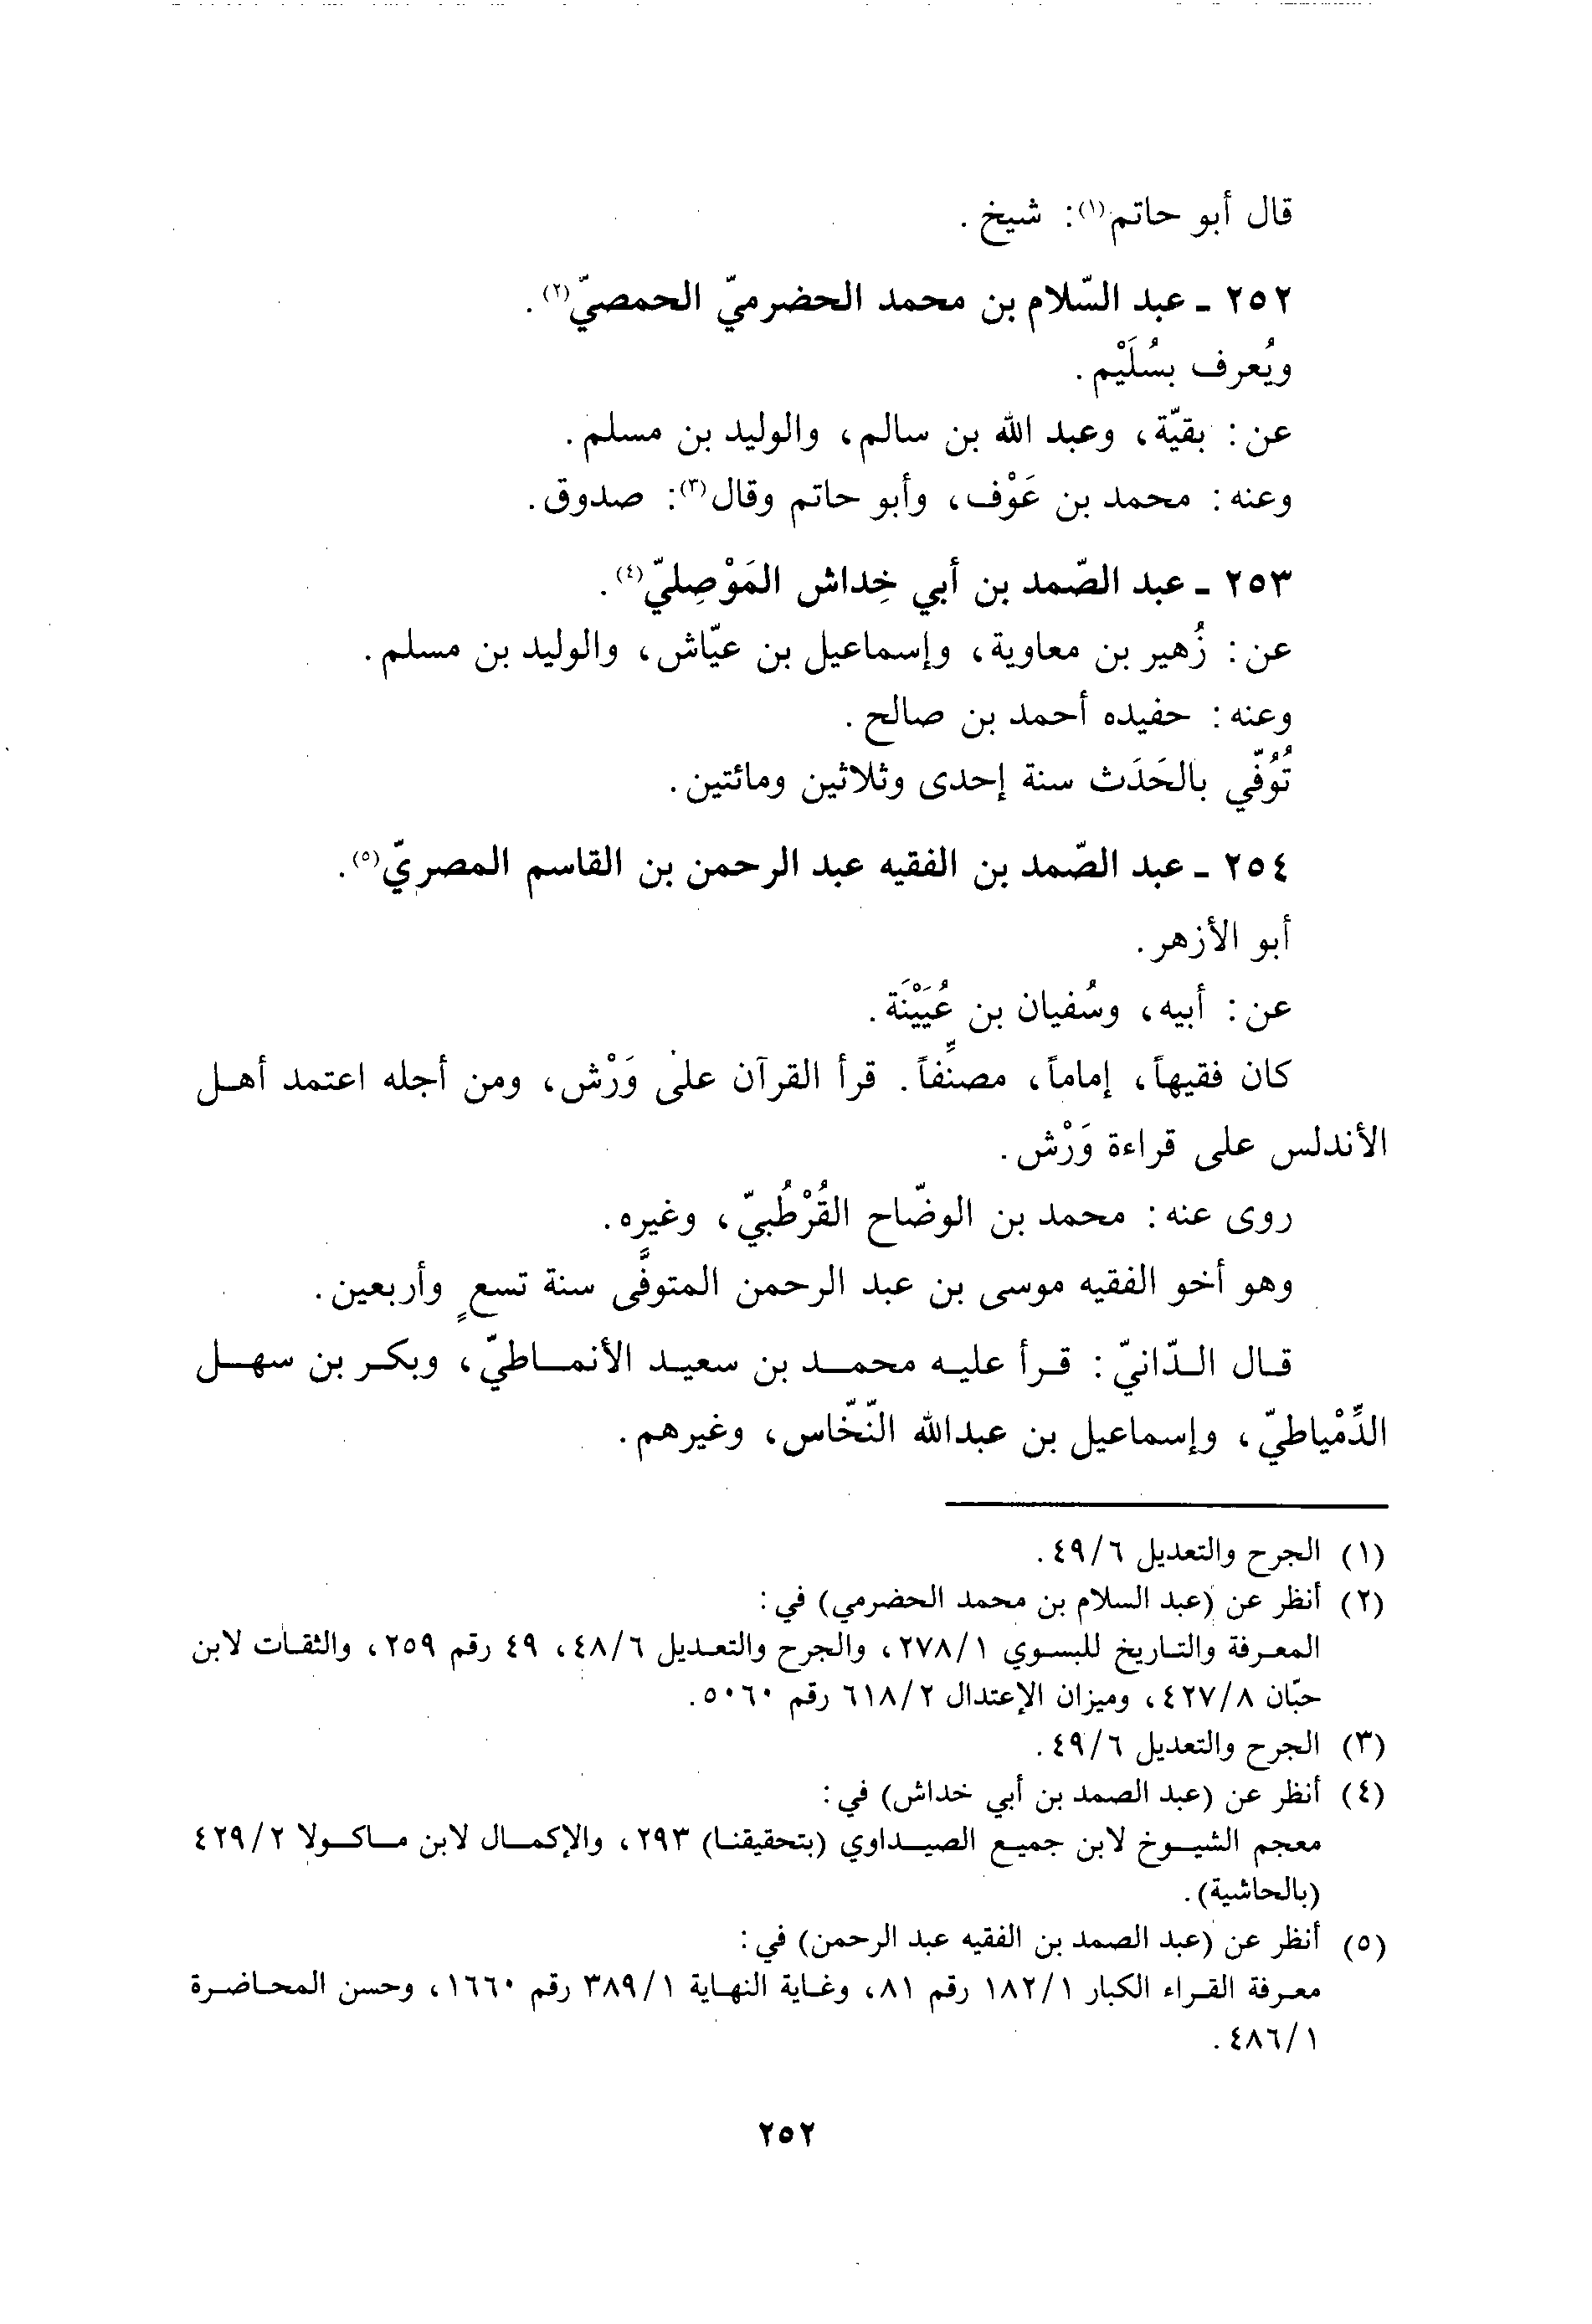 قال أبو حاتم(١): شيخ.
٢٥٢ ـ عبد السّلام بن محمد الحضرميّ الحمصيّ(٢).
ويُعرف بسُلَيْم.
عن: بقيّة، وعبد الله بن سالم، والوليد بن مسلم.
وعنه: محمد بن عَوْف، وأبو حاتم وقال(٣): صدوق.
٢٥٣ ـ عبد الصّمد بن أبي خِداش المَوْصِليّ(٤).
عن: زُهير بن معاوية، وإسماعيل بن عيّاش، والوليد بن مسلم.
وعنه: حفيده أحمد بن صالح.
تُوُفّي بالحَدَث سنة إحدى وثلاثين ومائتين.
٢٥٤ ـ عبد الصّمد بن الفقيه عبد الرحمن بن القاسم المصريّ(٥).
أبو الأزهر.
عن: أبيه، وسُفيان بن عُيَيْنَة.
كان فقيهاً، إماماً، مصنِّفاً. قرأ القرآن على وَرْش، ومن أجله اعتمد أهل
الأندلس على قراءة وَرْش.
روى عنه: محمد بن الوضّاح القُرْطُبيّ، وغيره.
وهو أخو الفقيه موسى بن عبد الرحمن المتوفَّى سنة تسعٍ وأربعين.
قال الدّانيّ: قرأ عليه محمد بن سعيد الأنماطيّ، وبكر بن سهل
الدِّمْياطيّ، وإسماعيل بن عبدالله النّخّاس، وغيرهم.
(١) الجرح والتعديل ٤٩/٦.
(٢) أنظر عن (عبد السلام بن محمد الحضرمي) في:
المعرفة والتاريخ للبسوي ٢٧٨/١، والجرح والتعديل ٤٨/٦، ٤٩ رقم ٢٥٩، والثقات لابن
حبّان ٤٢٧/٨، وميزان الإعتدال ٦١٨/٢ رقم ٥٠٦٠.
(٣) الجرح والتعديل ٤٩/٦.
(٤) أنظر عن (عبد الصمد بن أبي خداش) في:
معجم الشيوخ لابن جميع الصيداوي (بتحقيقنا) ٢٩٣، والإكمال لابن ماكولا ٤٢٩/٢
(بالحاشية).
(٥) أنظر عن (عبد الصمد بن الفقيه عبد الرحمن) في:
معرفة القراء الكبار ١٨٢/١ رقم ٨١، وغاية النهاية ٣٨٩/١ رقم ١٦٦٠، وحسن المحاضرة
٤٨٦/١.
٢٥٢